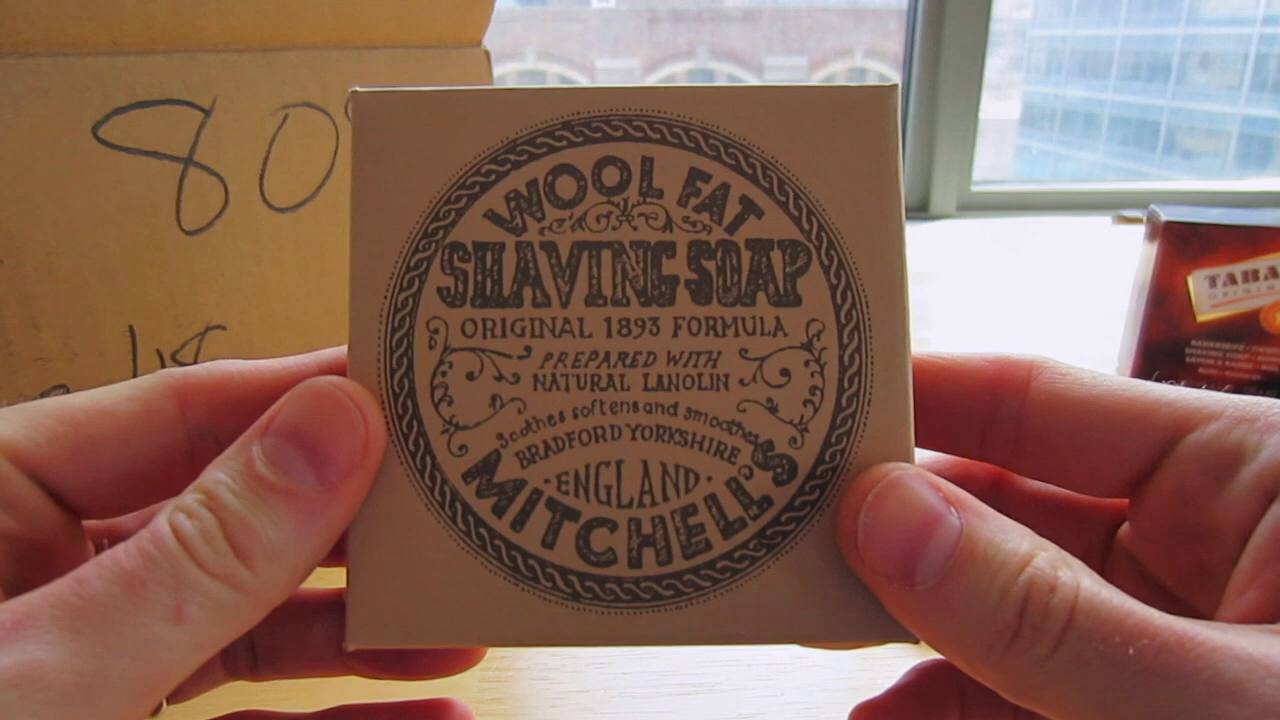 80
WOOL FAT
SHAVING SOAP
ORIGINAL 1893 FORMULA
PREPARED WITH
NATURAL LANOLIN
Soothes softens and smoothes
BRADFORD YORKSHIRE
·ENGLAND·
MITCHELL'S
TABA
ORIGIN